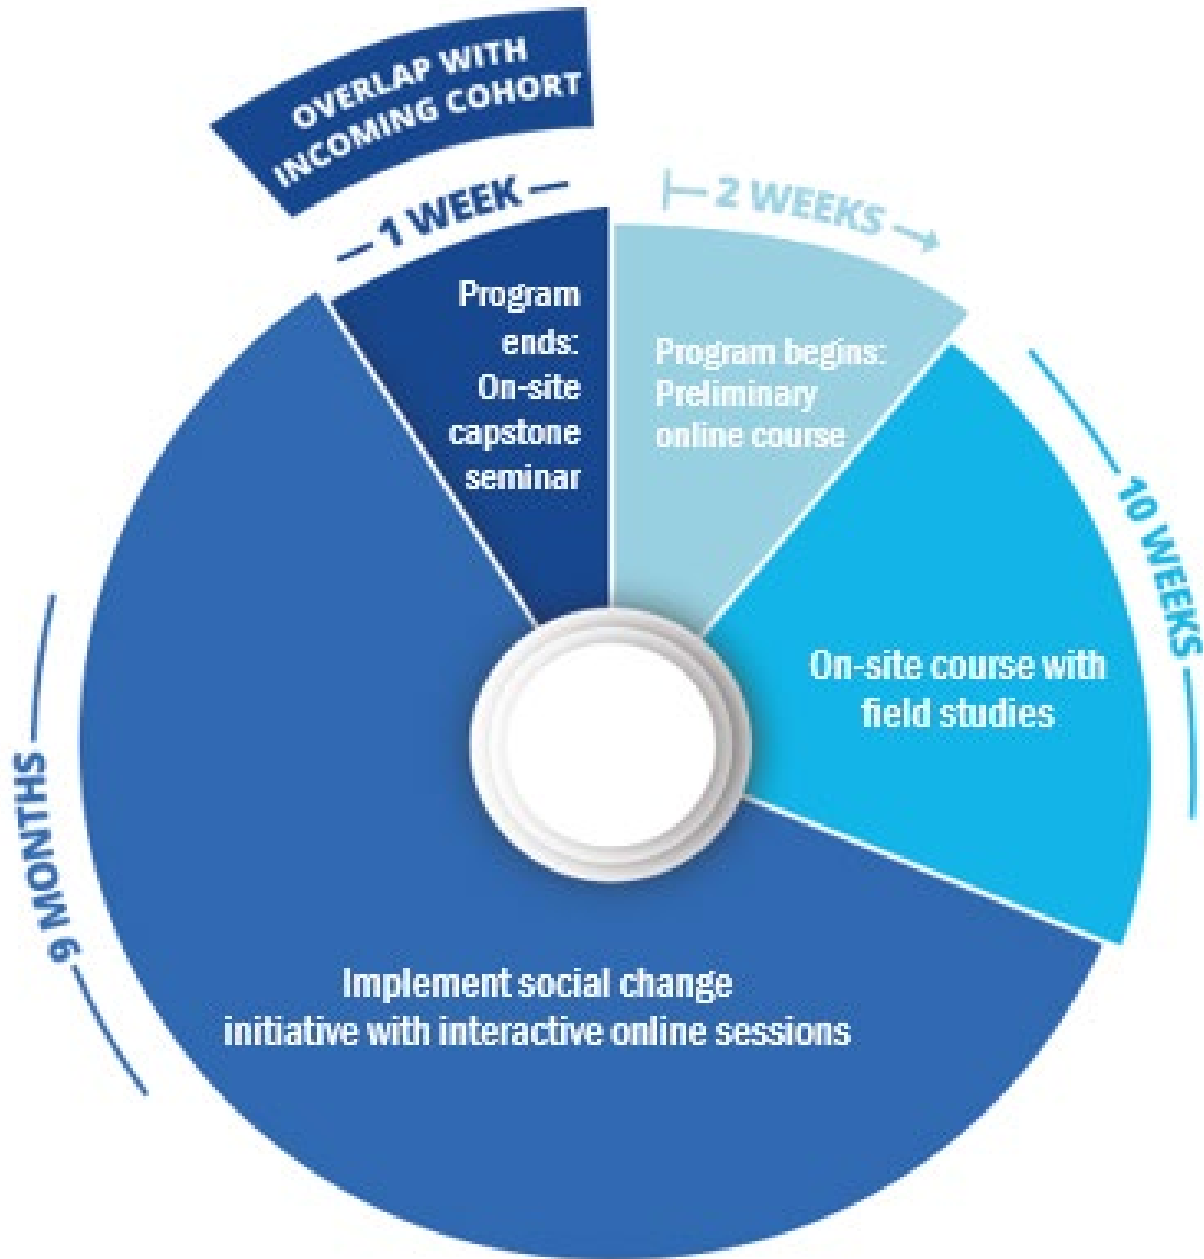 OVERLAP WITH
INCOMING COHORT
1 WEEK
2 WEEKS
Program
ends:
On-site
capstone
seminar
Program begins:
Preliminary
online course
10 WEEKS
On-site course with
field studies
9 MONTHS
Implement social change
initiative with interactive online sessions